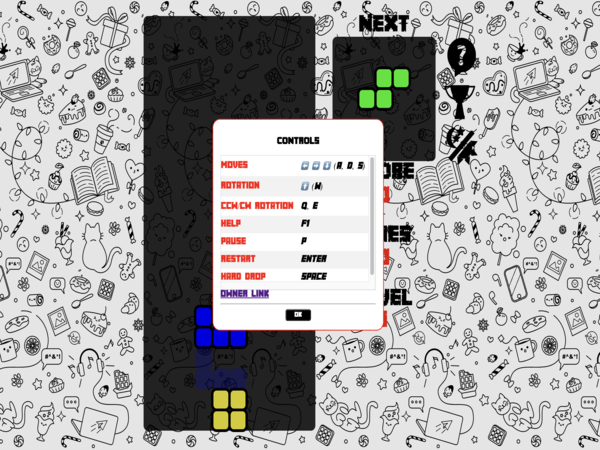 NEXT
?
CONTROLS
MOVES ⬅️ ➡️ ⬇️ (A, D, S)
ROTATION ⬆️ (W)
CCW/CW ROTATION Q, E
HELP F1
PAUSE P
RESTART ENTER
HARD DROP SPACE
OWNER LINK
OK
#*&!
#*&!
#*&!